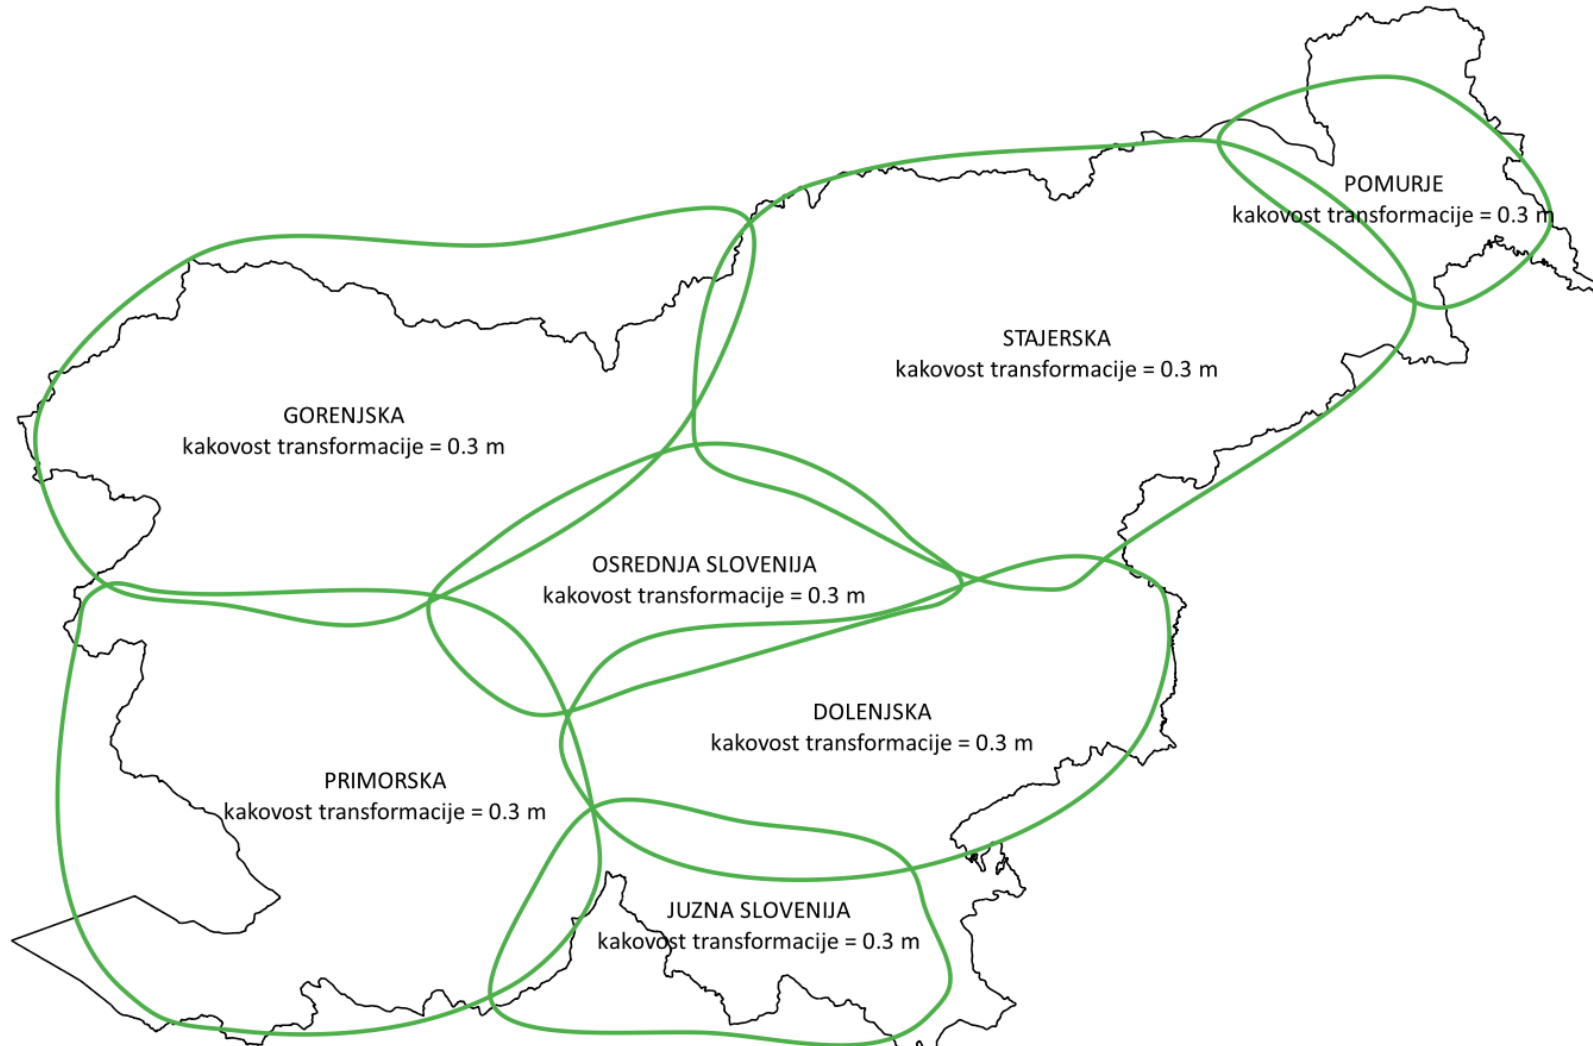 POMURJE
kakovost transformacije = 0.3 m
STAJERSKA
kakovost transformacije = 0.3 m
GORENJSKA
kakovost transformacije = 0.3 m
OSREDNJA SLOVENIJA
kakovost transformacije = 0.3 m
DOLENJSKA
kakovost transformacije = 0.3 m
PRIMORSKA
kakovost transformacije = 0.3 m
JUZNA SLOVENIJA
kakovost transformacije = 0.3 m